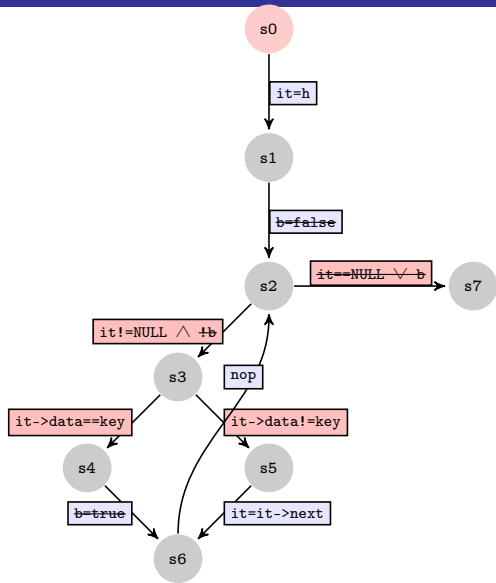 s0
it=h
s1
b=false
s2
it==NULL ∨ b
s7
it!=NULL ∧ !b
s3
nop
it->data==key
it->data!=key
s4
s5
b=true
it=it->next
s6